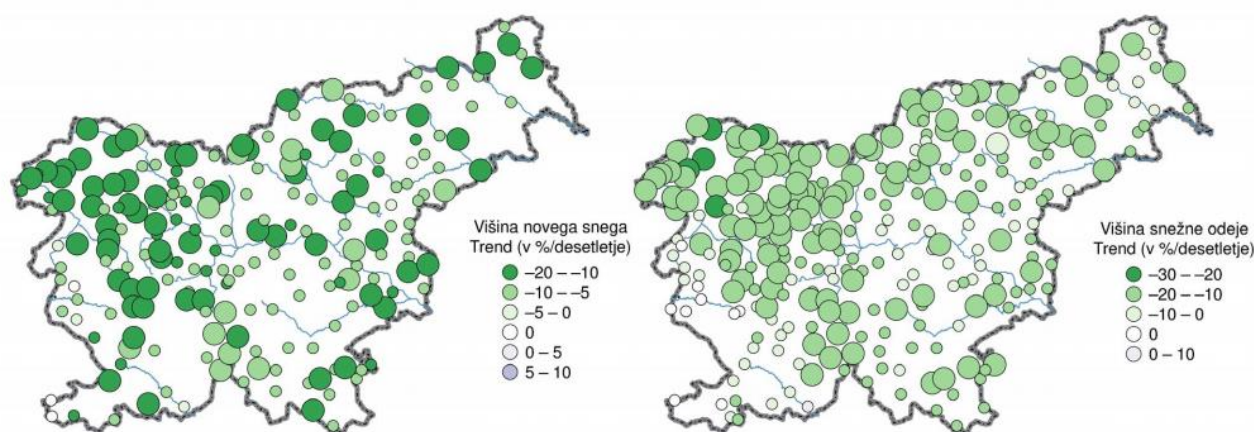 Višina novega snega
Trend (v %/desetletje)
–20 – –10
–10 – –5
–5 – 0
0
0 – 5
5 – 10
Višina snežne odeje
Trend (v %/desetletje)
–30 – –20
–20 – –10
–10 – 0
0
0 – 10